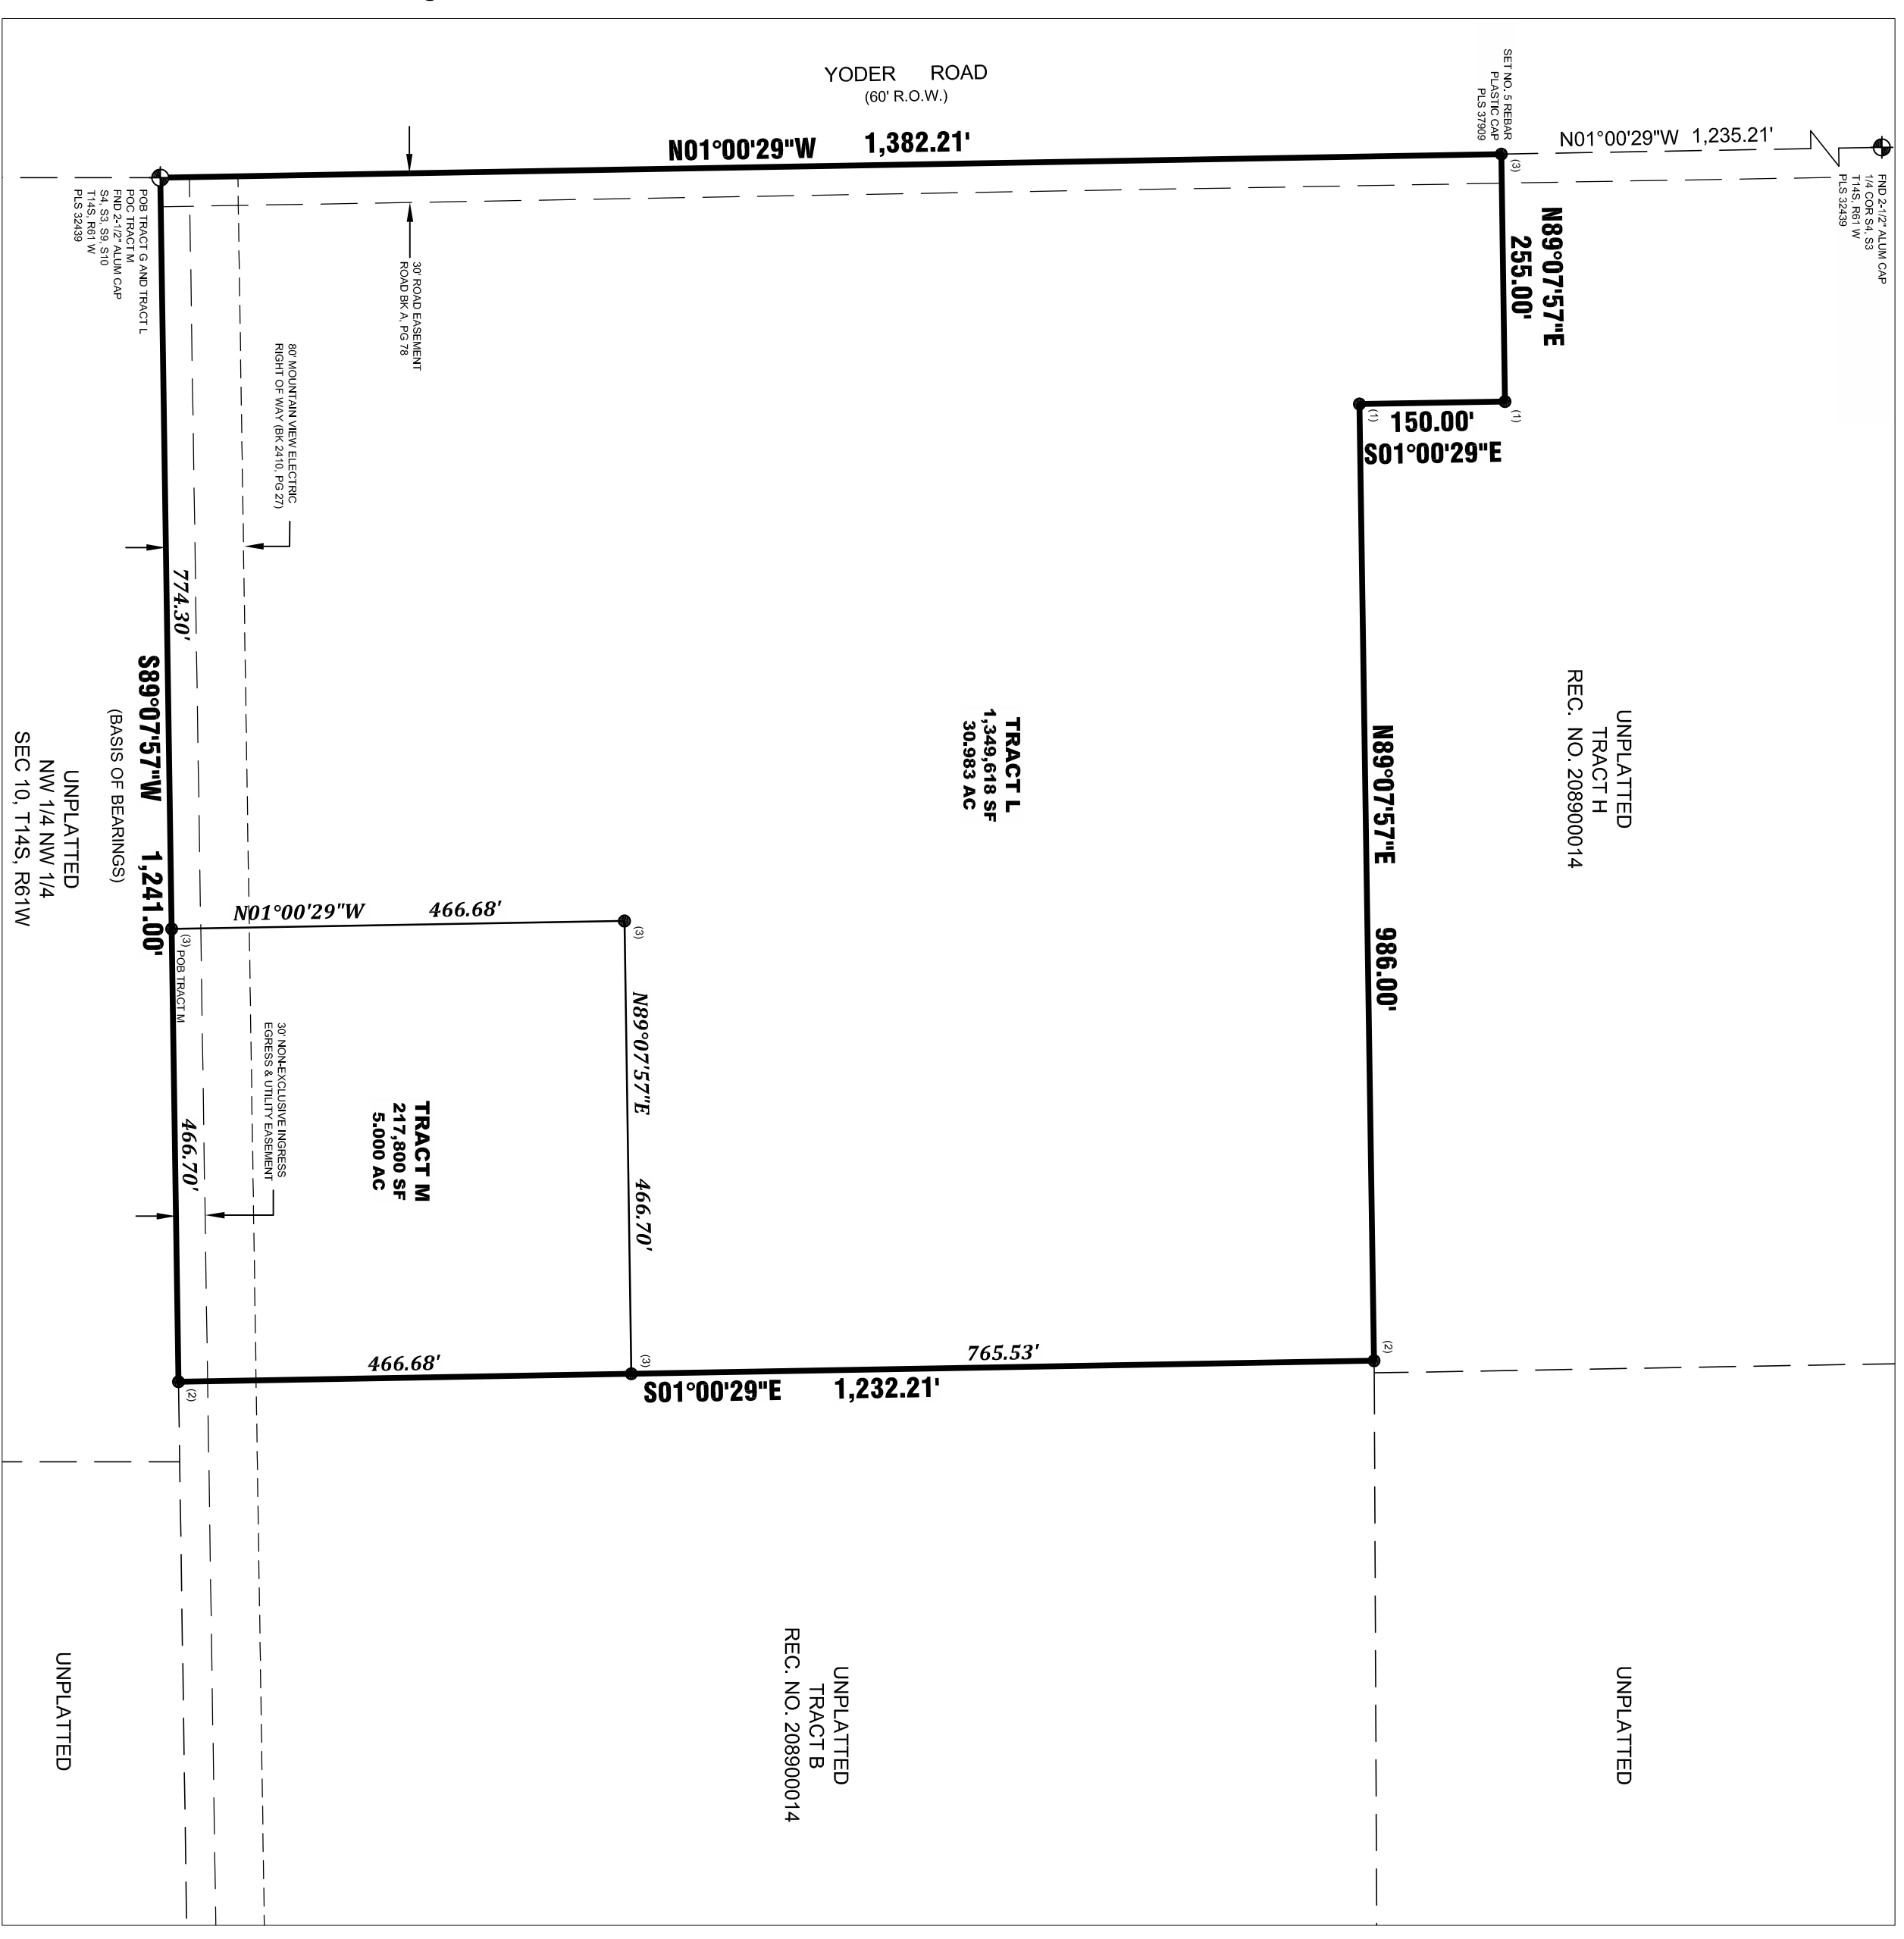 YODER ROAD
(60' R.O.W.)
N01°00'29"W 1,382.21'
SET NO. 5 REBAR
PLASTIC CAP
PLS 37909
(3)
N01°00'29"W 1,235.21'
FND 2-1/2" ALUM CAP
1/4 COR S4, S3
T14S, R61 W
PLS 32439
N89°07'57"E
255.00'
(1)
(1)
150.00'
S01°00'29"E
POB TRACT G AND TRACT L
POC TRACT M
FND 2-1/2" ALUM CAP
S4, S3, S9, S10
T14S, R61 W
PLS 32439
30' ROAD EASEMENT
ROAD BK A, PG 78
80' MOUNTAIN VIEW ELECTRIC
RIGHT OF WAY (BK 2410, PG 27)
774.30'
S89°07'57"W 1,241.00'
(BASIS OF BEARINGS)
UNPLATTED
NW 1/4 NW 1/4
SEC 10, T14S, R61W
TRACT L
1,349,618 SF
30.983 AC
N89°07'57"E 986.00'
UNPLATTED
TRACT H
REC. NO. 208900014
N01°00'29"W 466.68'
(3)
(3)
POB TRACT M
N89°07'57"E 466.70'
30' NON-EXCLUSIVE INGRESS
EGRESS & UTILITY EASEMENT
TRACT M
217,800 SF
5.000 AC
466.70'
466.68'
(3)
765.53'
(2)
(2)
S01°00'29"E 1,232.21'
UNPLATTED
UNPLATTED
TRACT B
REC. NO. 208900014
UNPLATTED